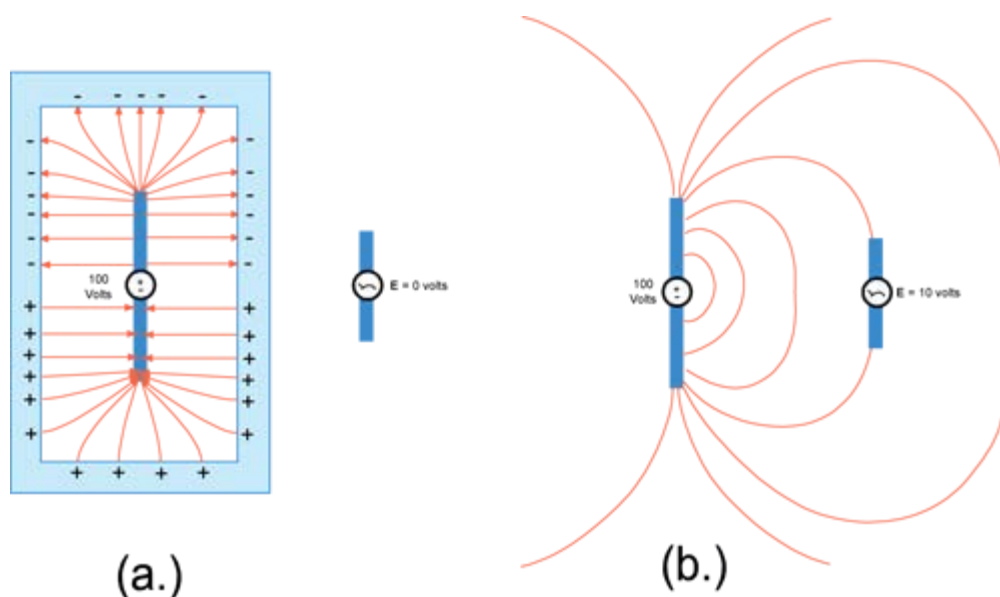 - - - - -
- -
- -
- -
- -
- -
- -
100
Volts
+
−
E = 0 volts
+ +
+ +
+ +
+ +
+ +
+ +
+ + + +
(a.)
100
Volts
+
−
E = 10 volts
(b.)